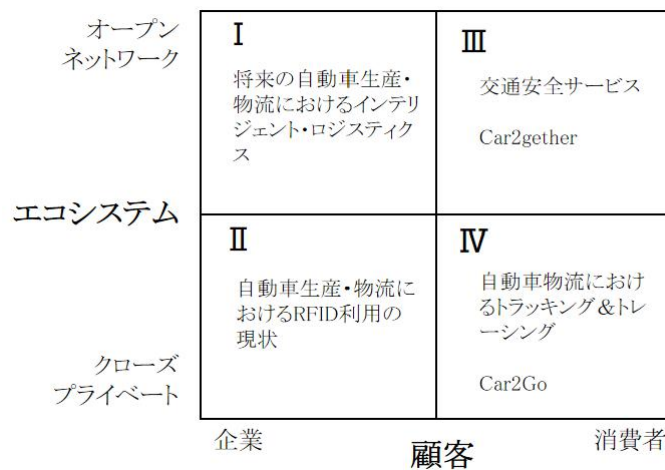 オープン
ネットワーク
Ⅰ
将来の自動車生産・
物流におけるインテリ
ジェント・ロジスティク
ス
Ⅲ
交通安全サービス
Car2gether
エコシステム
Ⅱ
自動車生産・物流に
おけるRFID利用の
現状
Ⅳ
自動車物流におけ
るトラッキング＆トレ
ーシング
Car2Go
クローズ
プライベート
企業
顧客
消費者